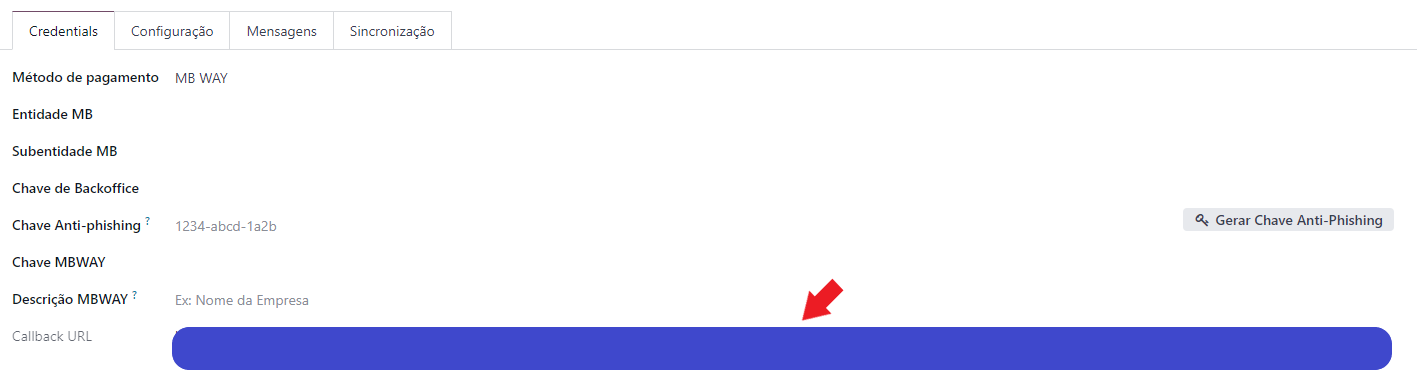 Credentials Configuração Mensagens Sincronização
Método de pagamento MB WAY
Entidade MB
Subentidade MB
Chave de Backoffice
Chave Anti-phishing ? 1234-abcd-1a2b Gerar Chave Anti-Phishing
Chave MBWAY
Descrição MBWAY ? Ex: Nome da Empresa
Callback URL